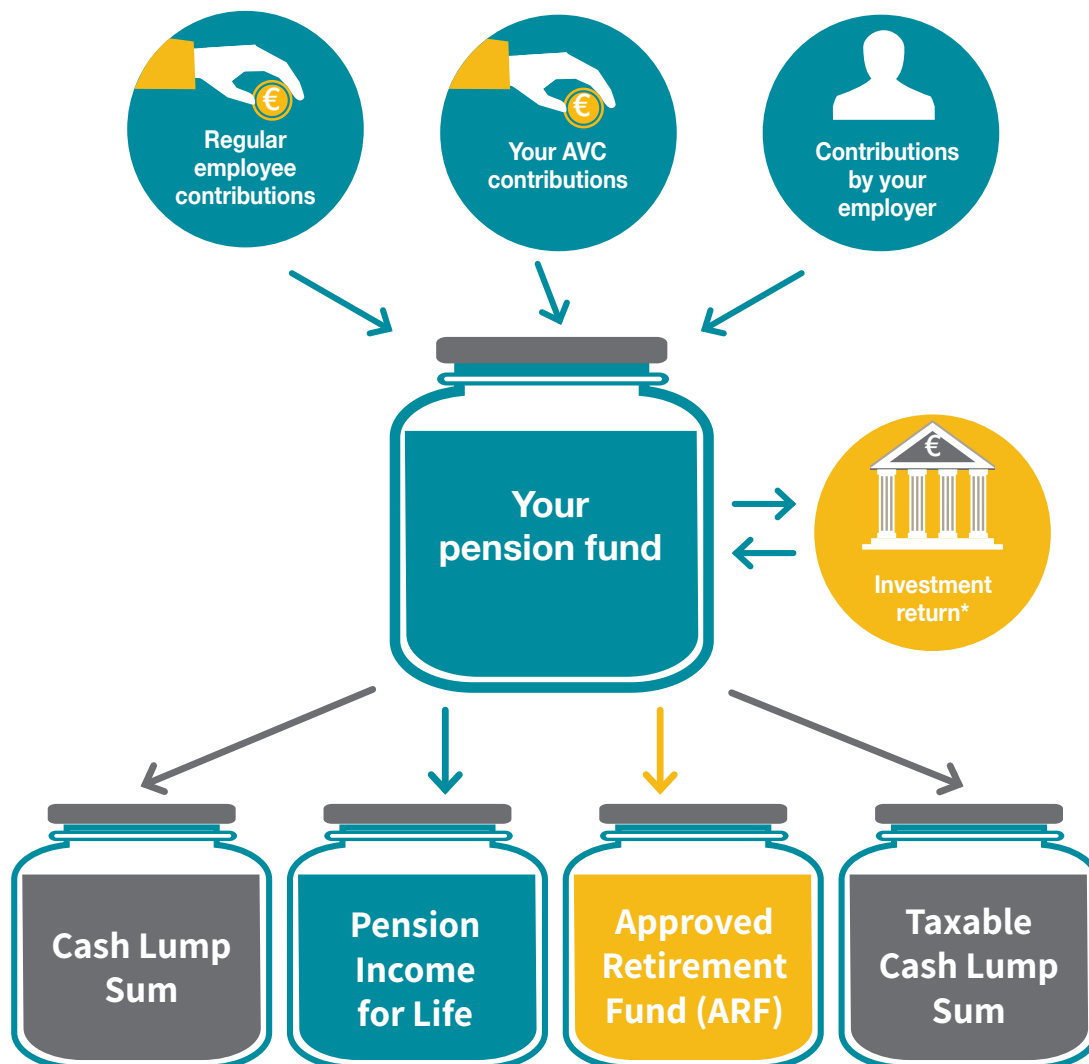 €
Regular
employee
contributions
€
Your AVC
contributions
Contributions
by your
employer
Your
pension fund
€
Investment
return*
Cash Lump
Sum
Pension
Income
for Life
Approved
Retirement
Fund (ARF)
Taxable
Cash Lump
Sum